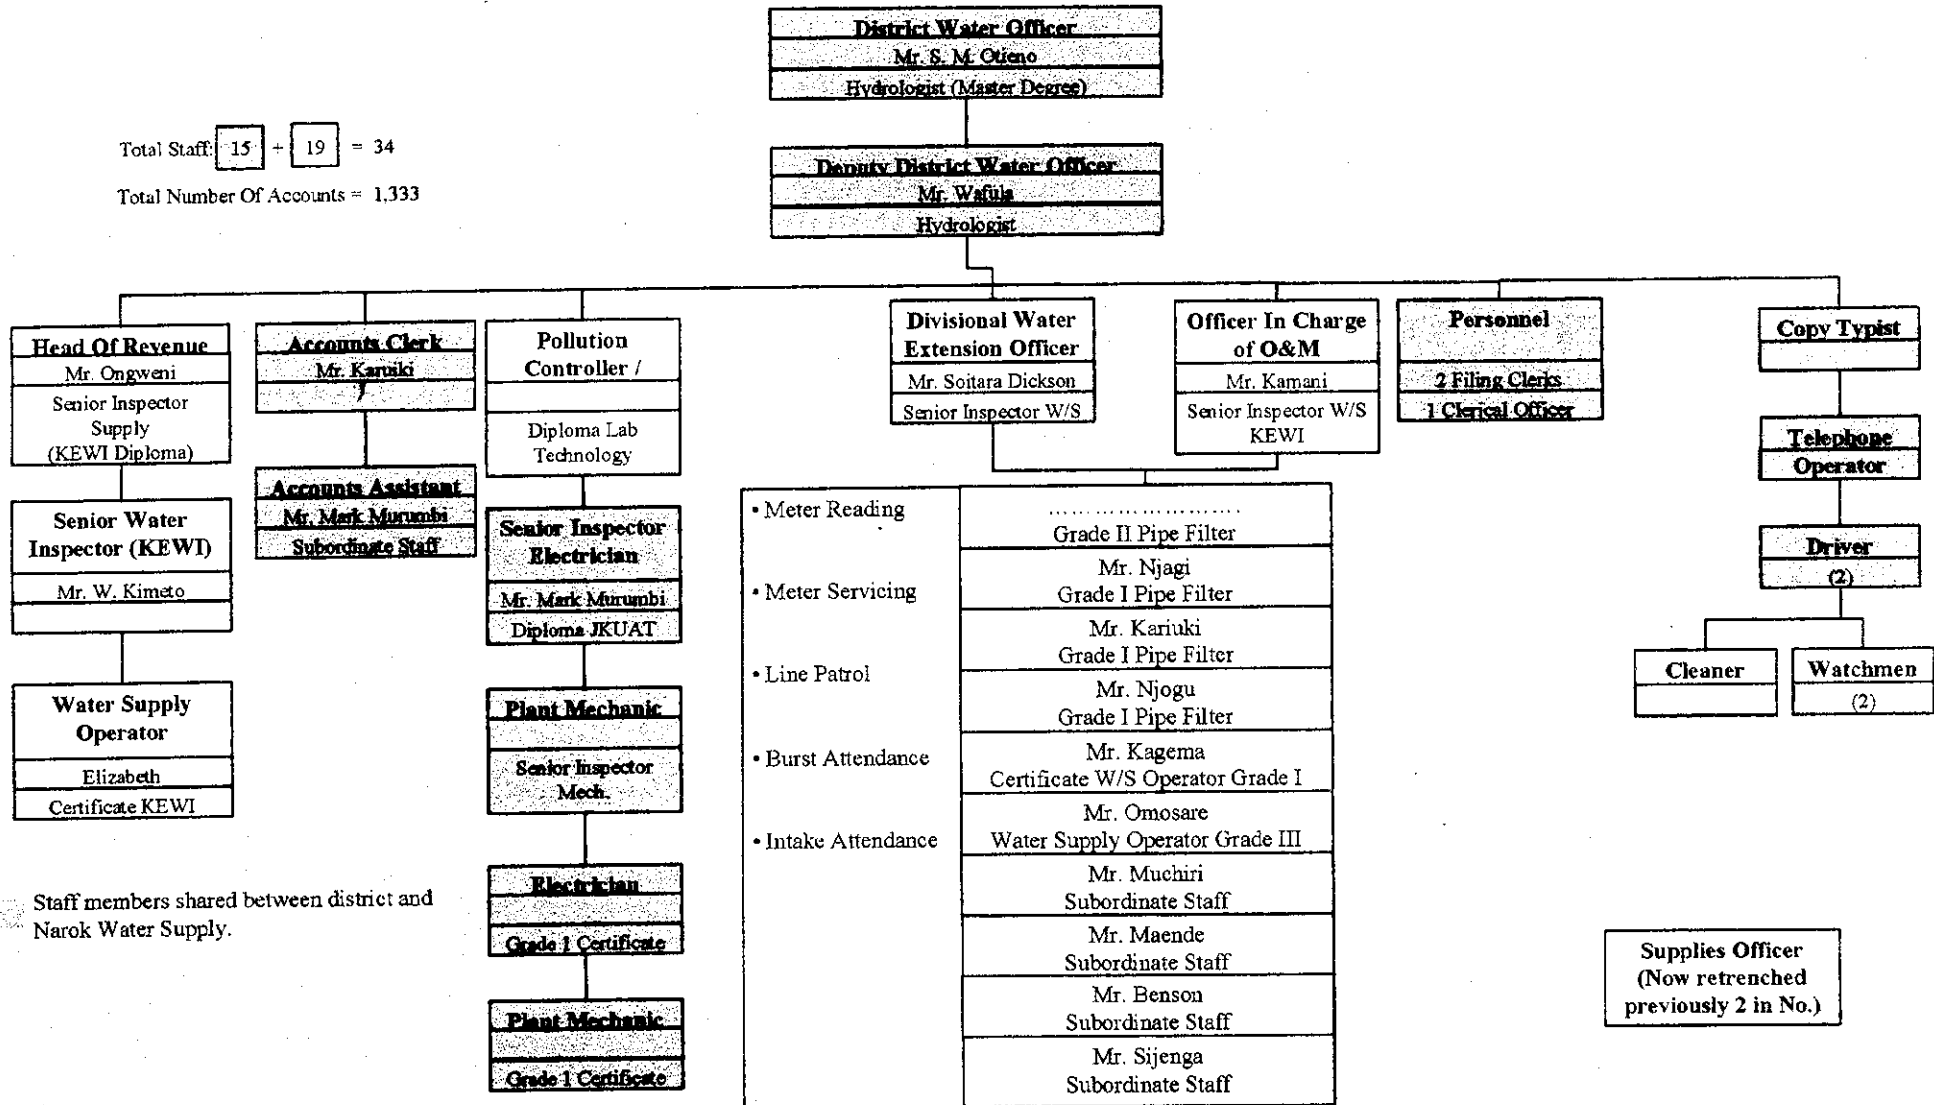 District Water Officer
Mr. S. M. Otieno
Hydrologist (Master Degree)
Total Staff: 15 + 19 = 34
Total Number Of Accounts = 1,333
Deputy District Water Officer
Mr. Wafula
Hydrologist
Head Of Revenue
Mr. Ongweni
Senior Inspector
Supply
(KEWI Diploma)
Senior Water
Inspector (KEWI)
Mr. W. Kimeto
Water Supply
Operator
Elizabeth
Certificate KEWI
Accounts Clerk
Mr. Karuiki
Accounts Assistant
Mr. Mark Murumbi
Subordinate Staff
Pollution
Controller /
Diploma Lab
Technology
Senior Inspector
Electrician
Mr. Mark Murumbi
Diploma JKUAT
Plant Mechanic
Senior Inspector
Mech.
Electrician
Grade 1 Certificate
Plant Mechanic
Grade 1 Certificate
Divisional Water
Extension Officer
Mr. Soitara Dickson
Senior Inspector W/S
Officer In Charge
of O&M
Mr. Kamani
Senior Inspector W/S
KEWI
• Meter Reading
• Meter Servicing
• Line Patrol
• Burst Attendance
• Intake Attendance
........................
Grade II Pipe Filter
Mr. Njagi
Grade I Pipe Filter
Mr. Kariuki
Grade I Pipe Filter
Mr. Njogu
Grade I Pipe Filter
Mr. Kagema
Certificate W/S Operator Grade I
Mr. Omosare
Water Supply Operator Grade III
Mr. Muchiri
Subordinate Staff
Mr. Maende
Subordinate Staff
Mr. Benson
Subordinate Staff
Mr. Sijenga
Subordinate Staff
Personnel
2 Filing Clerks
1 Clerical Officer
Copy Typist
Telephone
Operator
Driver
(2)
Cleaner
Watchmen
(2)
Staff members shared between district and
Narok Water Supply.
Supplies Officer
(Now retrenched
previously 2 in No.)